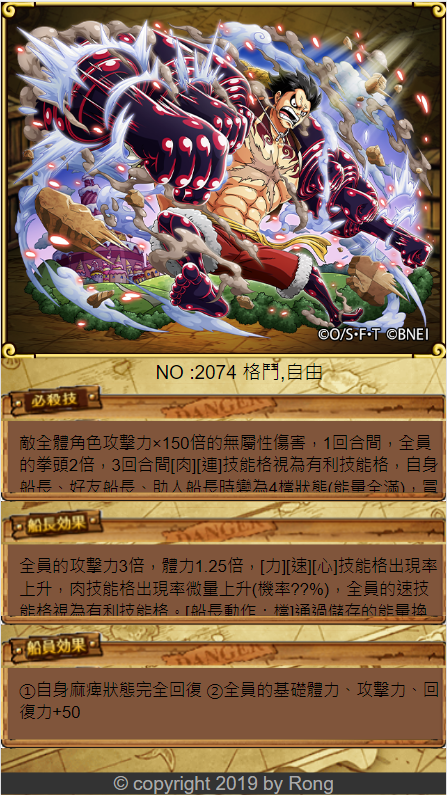 ©O/S・F・T ©BNEI
NO :2074 格鬥,自由
必殺技
DANGER
敵全體角色攻擊力×150倍的無屬性傷害，1回合間，全員
的拳頭2倍，3回合間[肉][連]技能格視為有利技能格，自身
船長、好友船長、助人船長時變為4檔狀態(能量全滿)，冒
船長效果
DANGER
全員的攻擊力3倍，體力1.25倍，[力][速][心]技能格出現率
上升，肉技能格出現率微量上升(機率??%)，全員的速技
能格視為有利技能格。[船長動作：檔]通過儲存的能量換
船員效果
DANGER
①自身麻痺狀態完全回復 ②全員的基礎體力、攻擊力、回
復力+50
© copyright 2019 by Rong